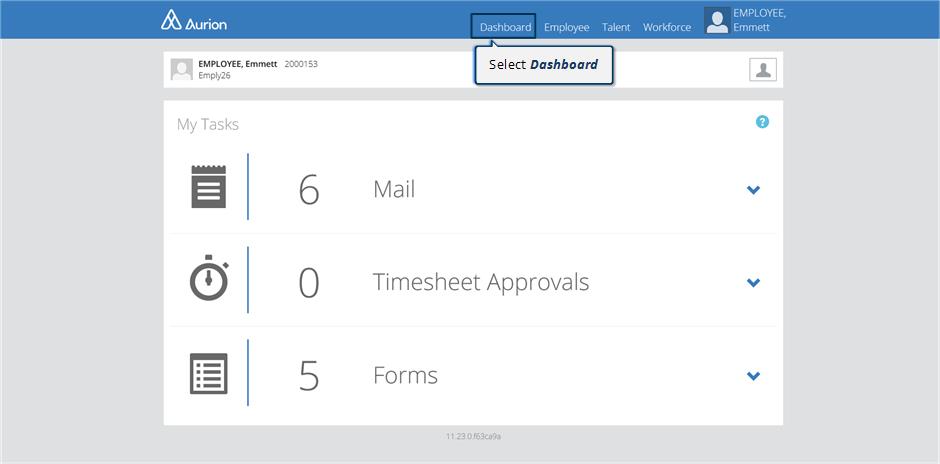 Aurion
Dashboard Employee Talent Workforce
EMPLOYEE,
Emmett
Select Dashboard
EMPLOYEE, Emmett 2000153
Emply26
My Tasks
?
6 Mail
0 Timesheet Approvals
5 Forms
11.23.0.f63ca9a